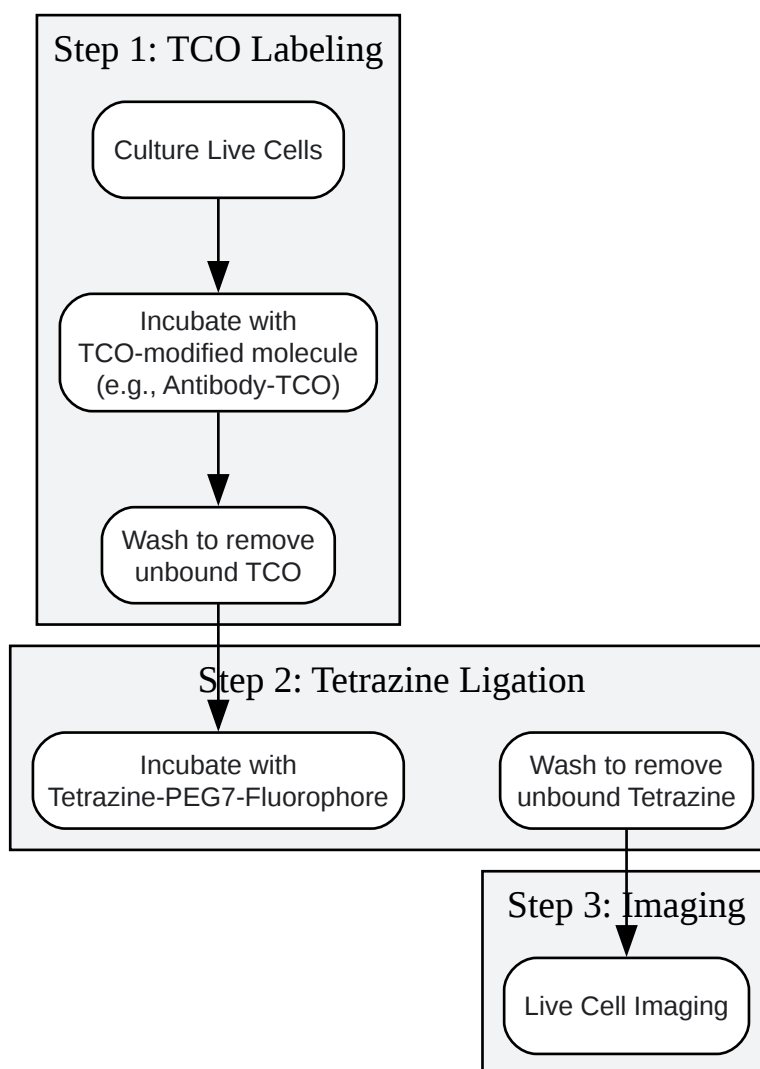 Step 1: TCO Labeling
Culture Live Cells
Incubate with
TCO-modified molecule
(e.g., Antibody-TCO)
Wash to remove
unbound TCO
Step 2: Tetrazine Ligation
Incubate with
Tetrazine-PEG7-Fluorophore
Wash to remove
unbound Tetrazine
Step 3: Imaging
Live Cell Imaging